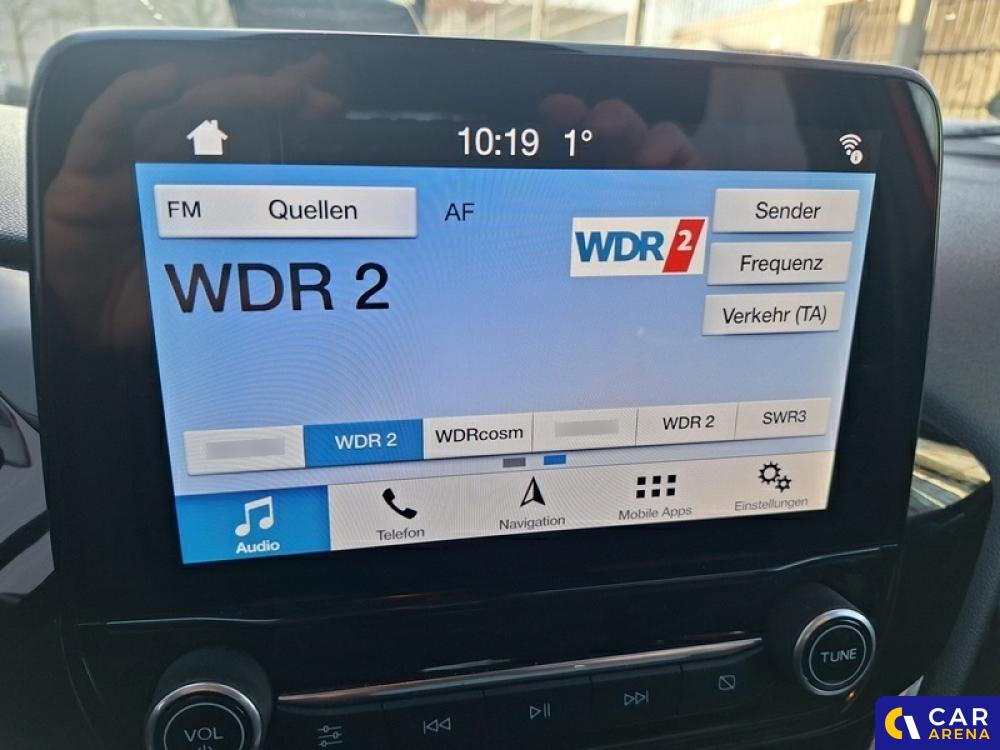 10:19 1°
FM Quellen AF
Sender
WDR 2
Frequenz
WDR 2
Verkehr (TA)
WDR 2 WDRcosm WDR 2 SWR3
Audio Telefon Navigation Mobile Apps Einstellungen
TUNE
VOL
CAR
ARENA